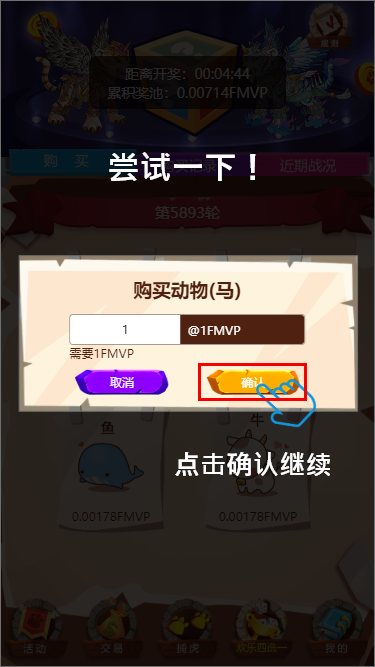 规则
距离开奖：00:04:44
累积奖池：0.00714FMVP
购 买
近期战况
尝试一下！
第5893轮
购买动物(马)
1
@1FMVP
需要1FMVP
取消
确认
鱼
牛
点击确认继续
0.00178FMVP
0.00178FMVP
活动
交易
捕虎
欢乐四选一
我的